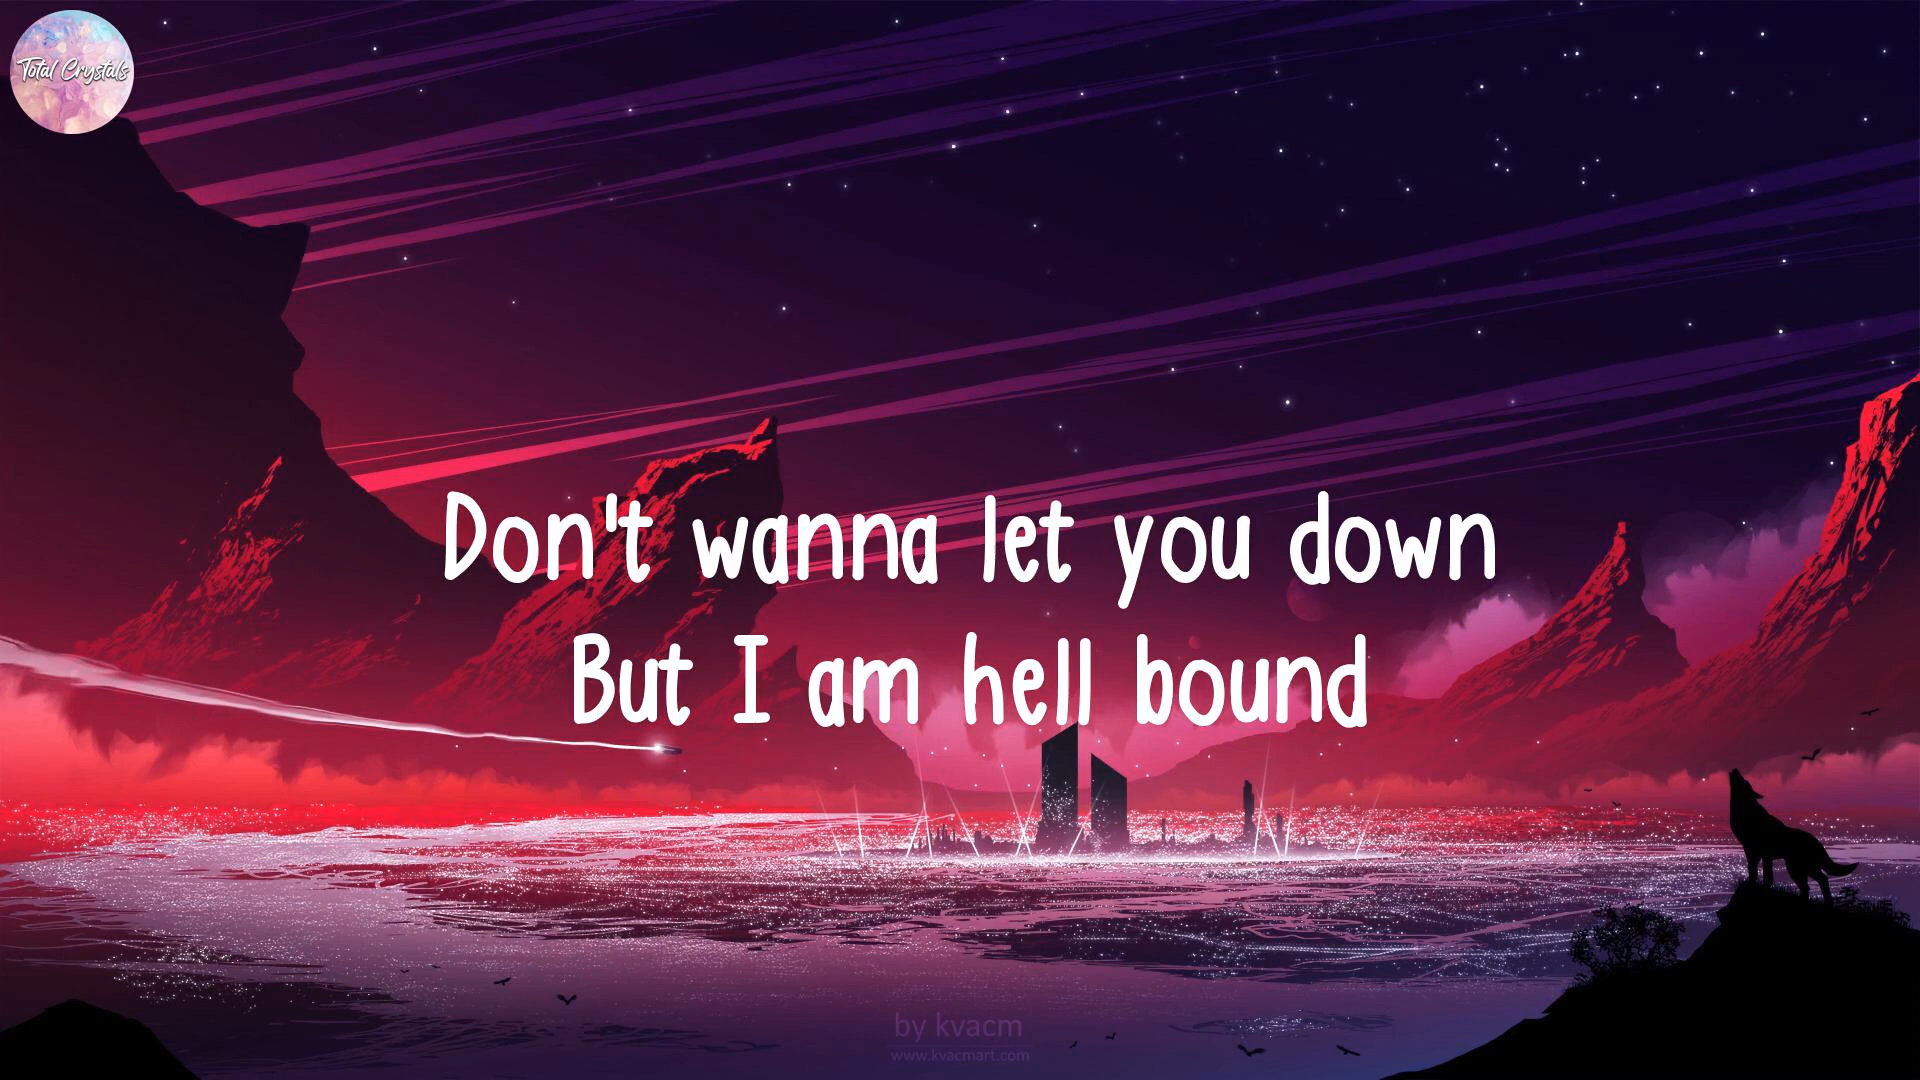 Total Crystals
Don't wanna let you down
But I am hell bound
by kvacm
www.kvacmart.com